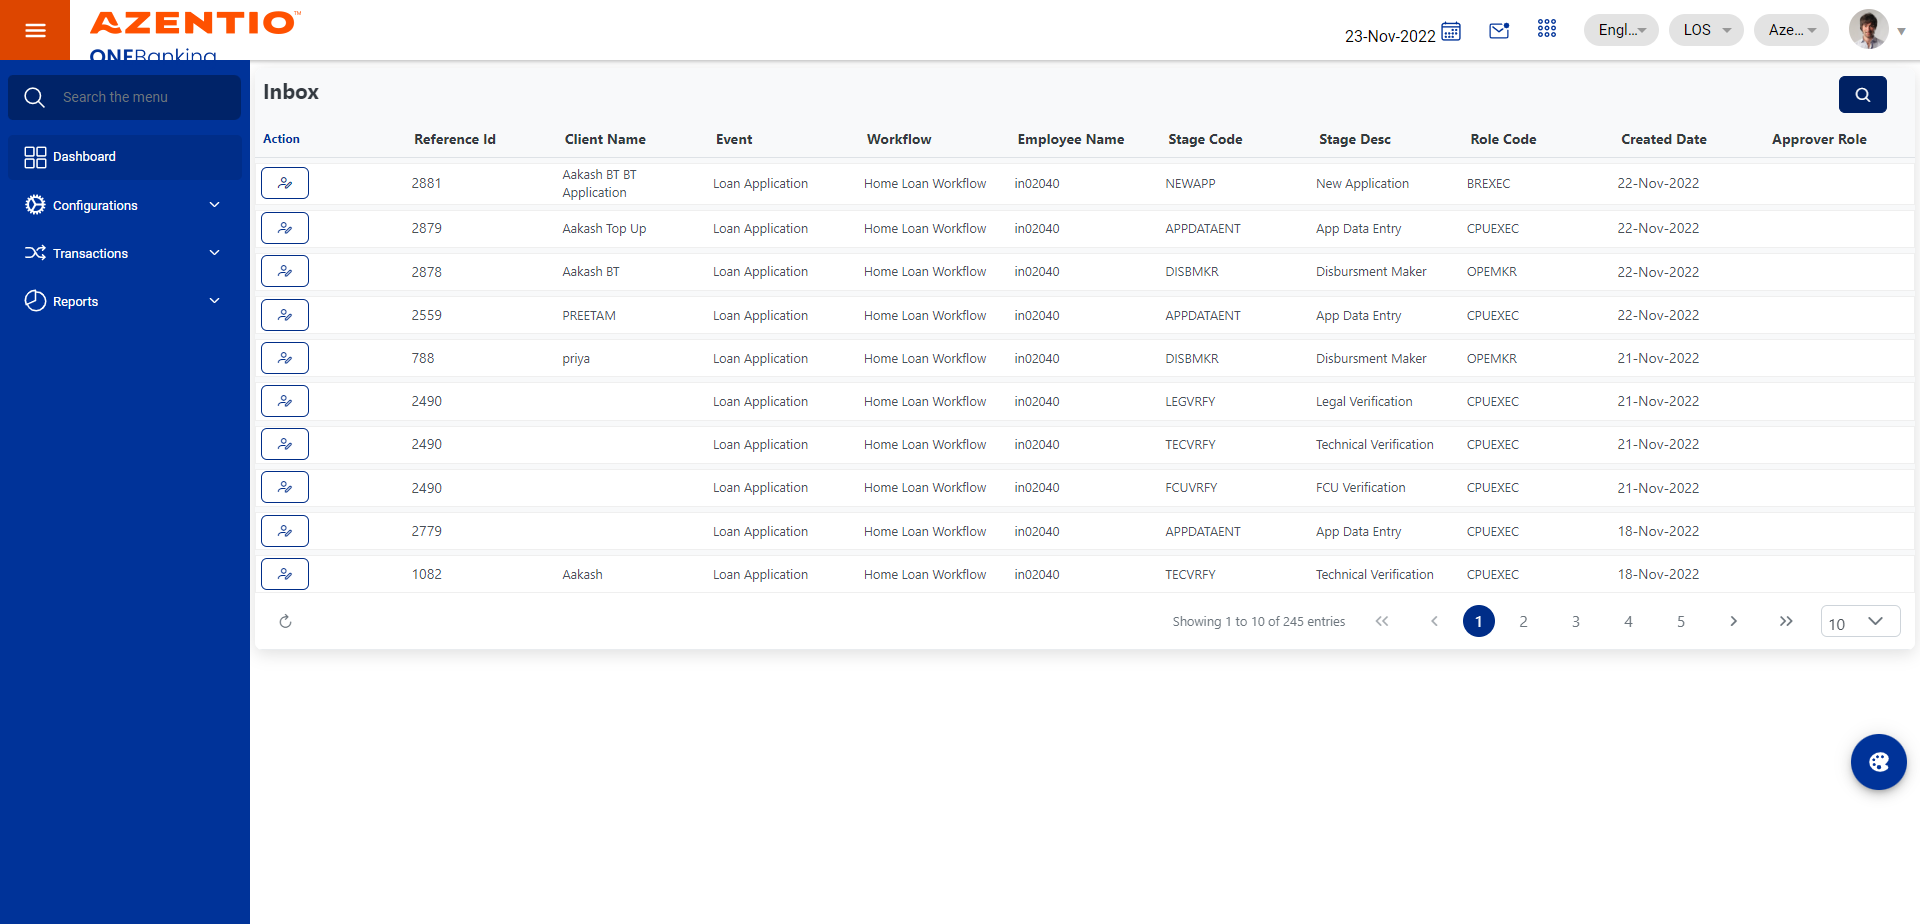 AZENTIO™
ONEBanking
23-Nov-2022
Engl...
LOS
Aze...
Search the menu
Dashboard
Configurations
Transactions
Reports
Inbox
Action Reference Id Client Name Event Workflow Employee Name Stage Code Stage Desc Role Code Created Date Approver Role
2881 Aakash BT BT Application Loan Application Home Loan Workflow in02040 NEWAPP New Application BREXEC 22-Nov-2022
2879 Aakash Top Up Loan Application Home Loan Workflow in02040 APPDATAENT App Data Entry CPUEXEC 22-Nov-2022
2878 Aakash BT Loan Application Home Loan Workflow in02040 DISBMKR Disbursment Maker OPEMKR 22-Nov-2022
2559 PREETAM Loan Application Home Loan Workflow in02040 APPDATAENT App Data Entry CPUEXEC 22-Nov-2022
788 priya Loan Application Home Loan Workflow in02040 DISBMKR Disbursment Maker OPEMKR 21-Nov-2022
2490 Loan Application Home Loan Workflow in02040 LEGVRFY Legal Verification CPUEXEC 21-Nov-2022
2490 Loan Application Home Loan Workflow in02040 TECVRFY Technical Verification CPUEXEC 21-Nov-2022
2490 Loan Application Home Loan Workflow in02040 FCUVRFY FCU Verification CPUEXEC 21-Nov-2022
2779 Loan Application Home Loan Workflow in02040 APPDATAENT App Data Entry CPUEXEC 18-Nov-2022
1082 Aakash Loan Application Home Loan Workflow in02040 TECVRFY Technical Verification CPUEXEC 18-Nov-2022
Showing 1 to 10 of 245 entries 1 2 3 4 5 10